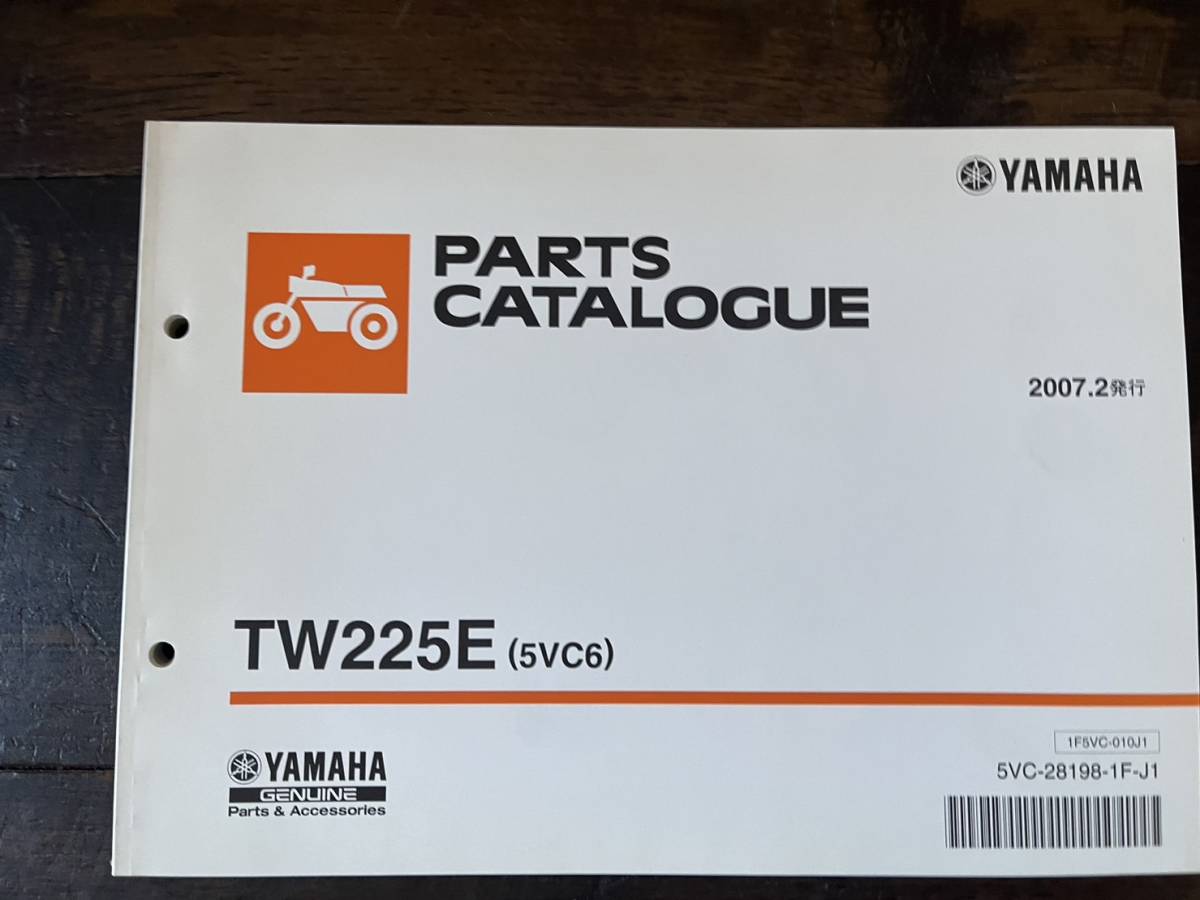 YAMAHA
PARTS
CATALOGUE
2007.2発行
TW225E (5VC6)
1F5VC-010J1
5VC-28198-1F-J1
YAMAHA
GENUINE
Parts & Accessories